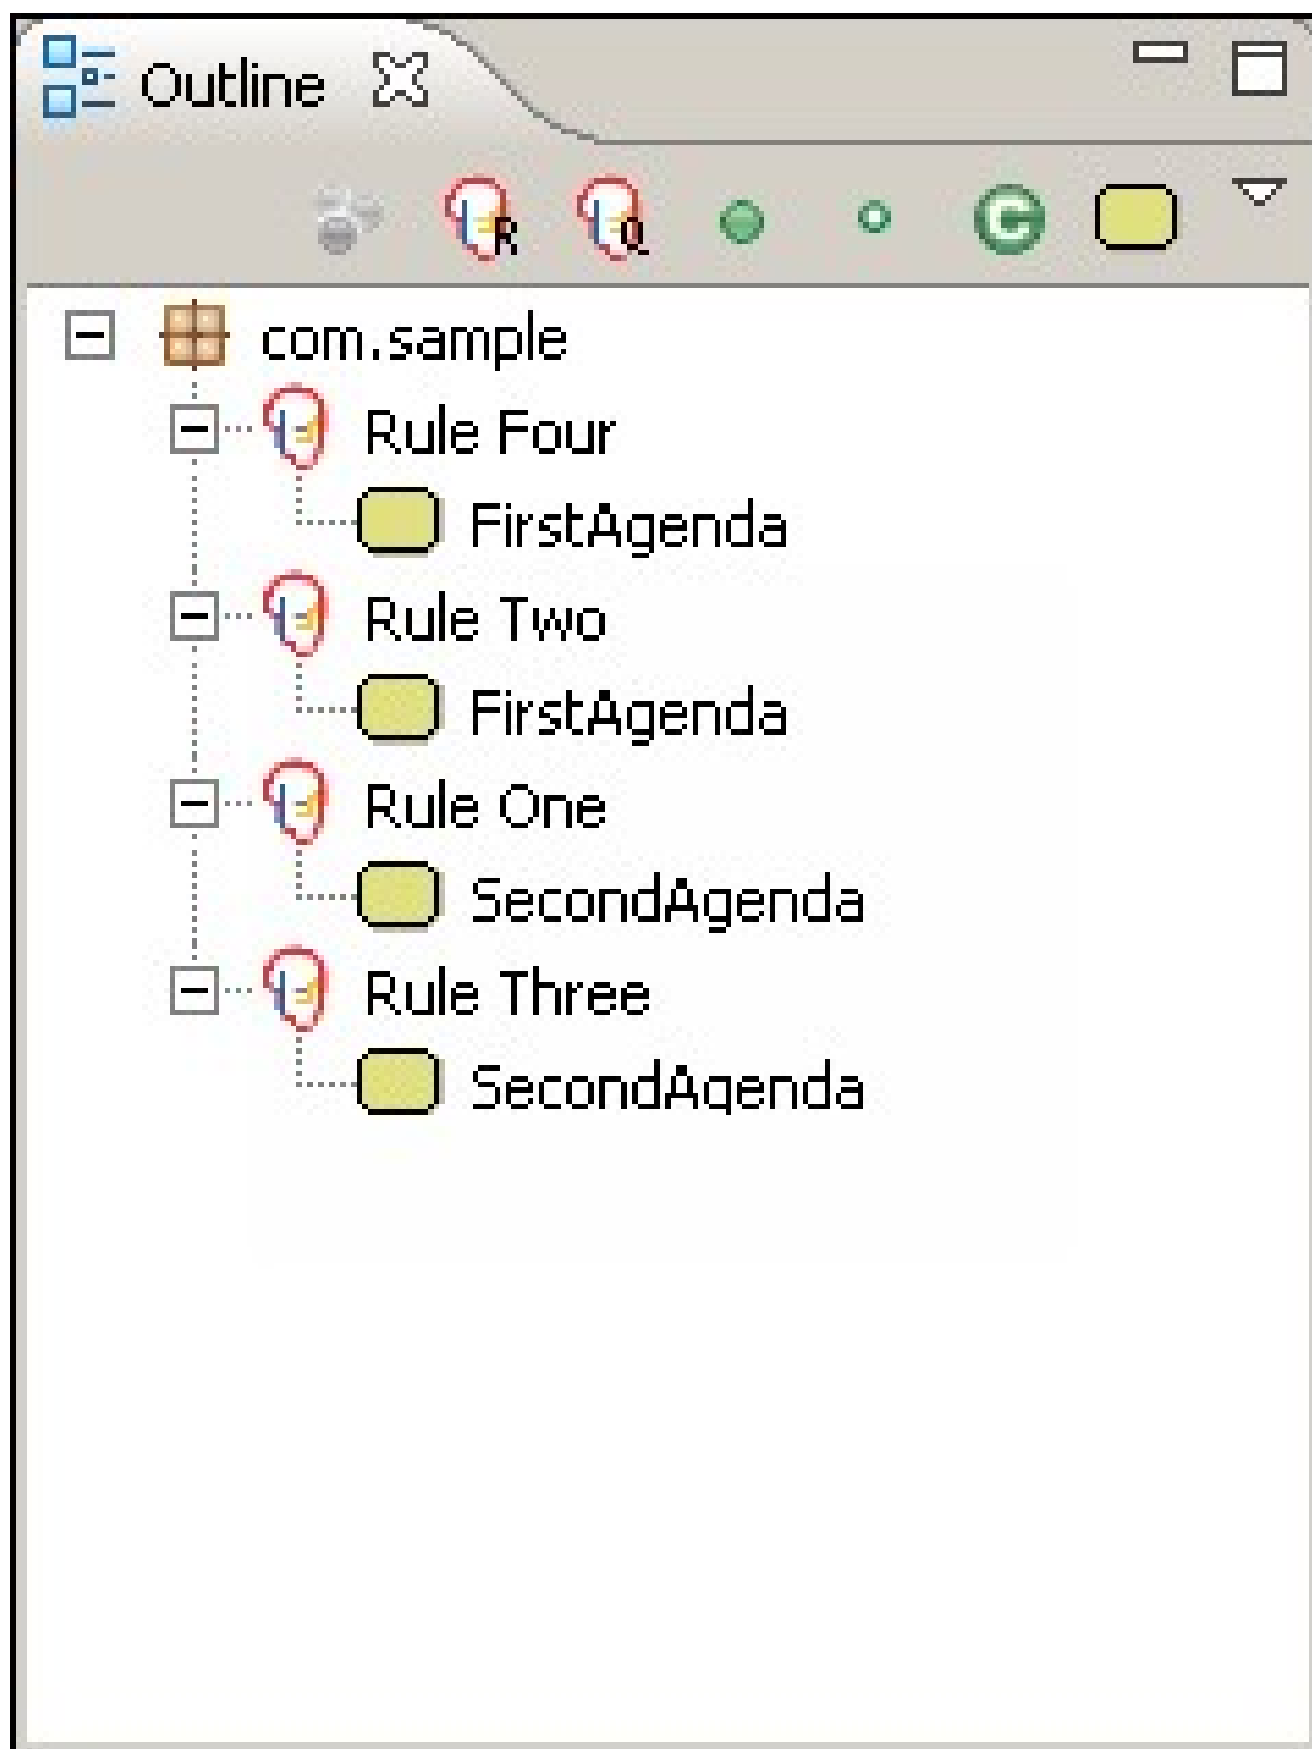 Outline
R Q C
com.sample
Rule Four
FirstAgenda
Rule Two
FirstAgenda
Rule One
SecondAgenda
Rule Three
SecondAgenda